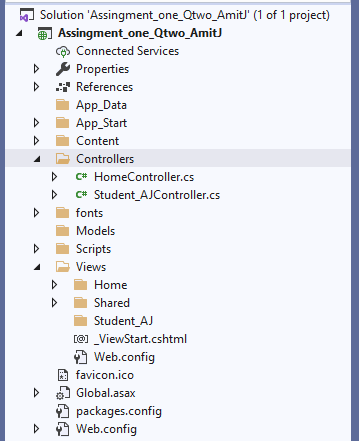 Solution 'Assingment_one_Qtwo_AmitJ' (1 of 1 project)
Assingment_one_Qtwo_AmitJ
Connected Services
Properties
References
App_Data
App_Start
Content
Controllers
C# HomeController.cs
C# Student_AJController.cs
fonts
Models
Scripts
Views
Home
Shared
Student_AJ
[@] _ViewStart.cshtml
Web.config
favicon.ico
Global.asax
packages.config
Web.config